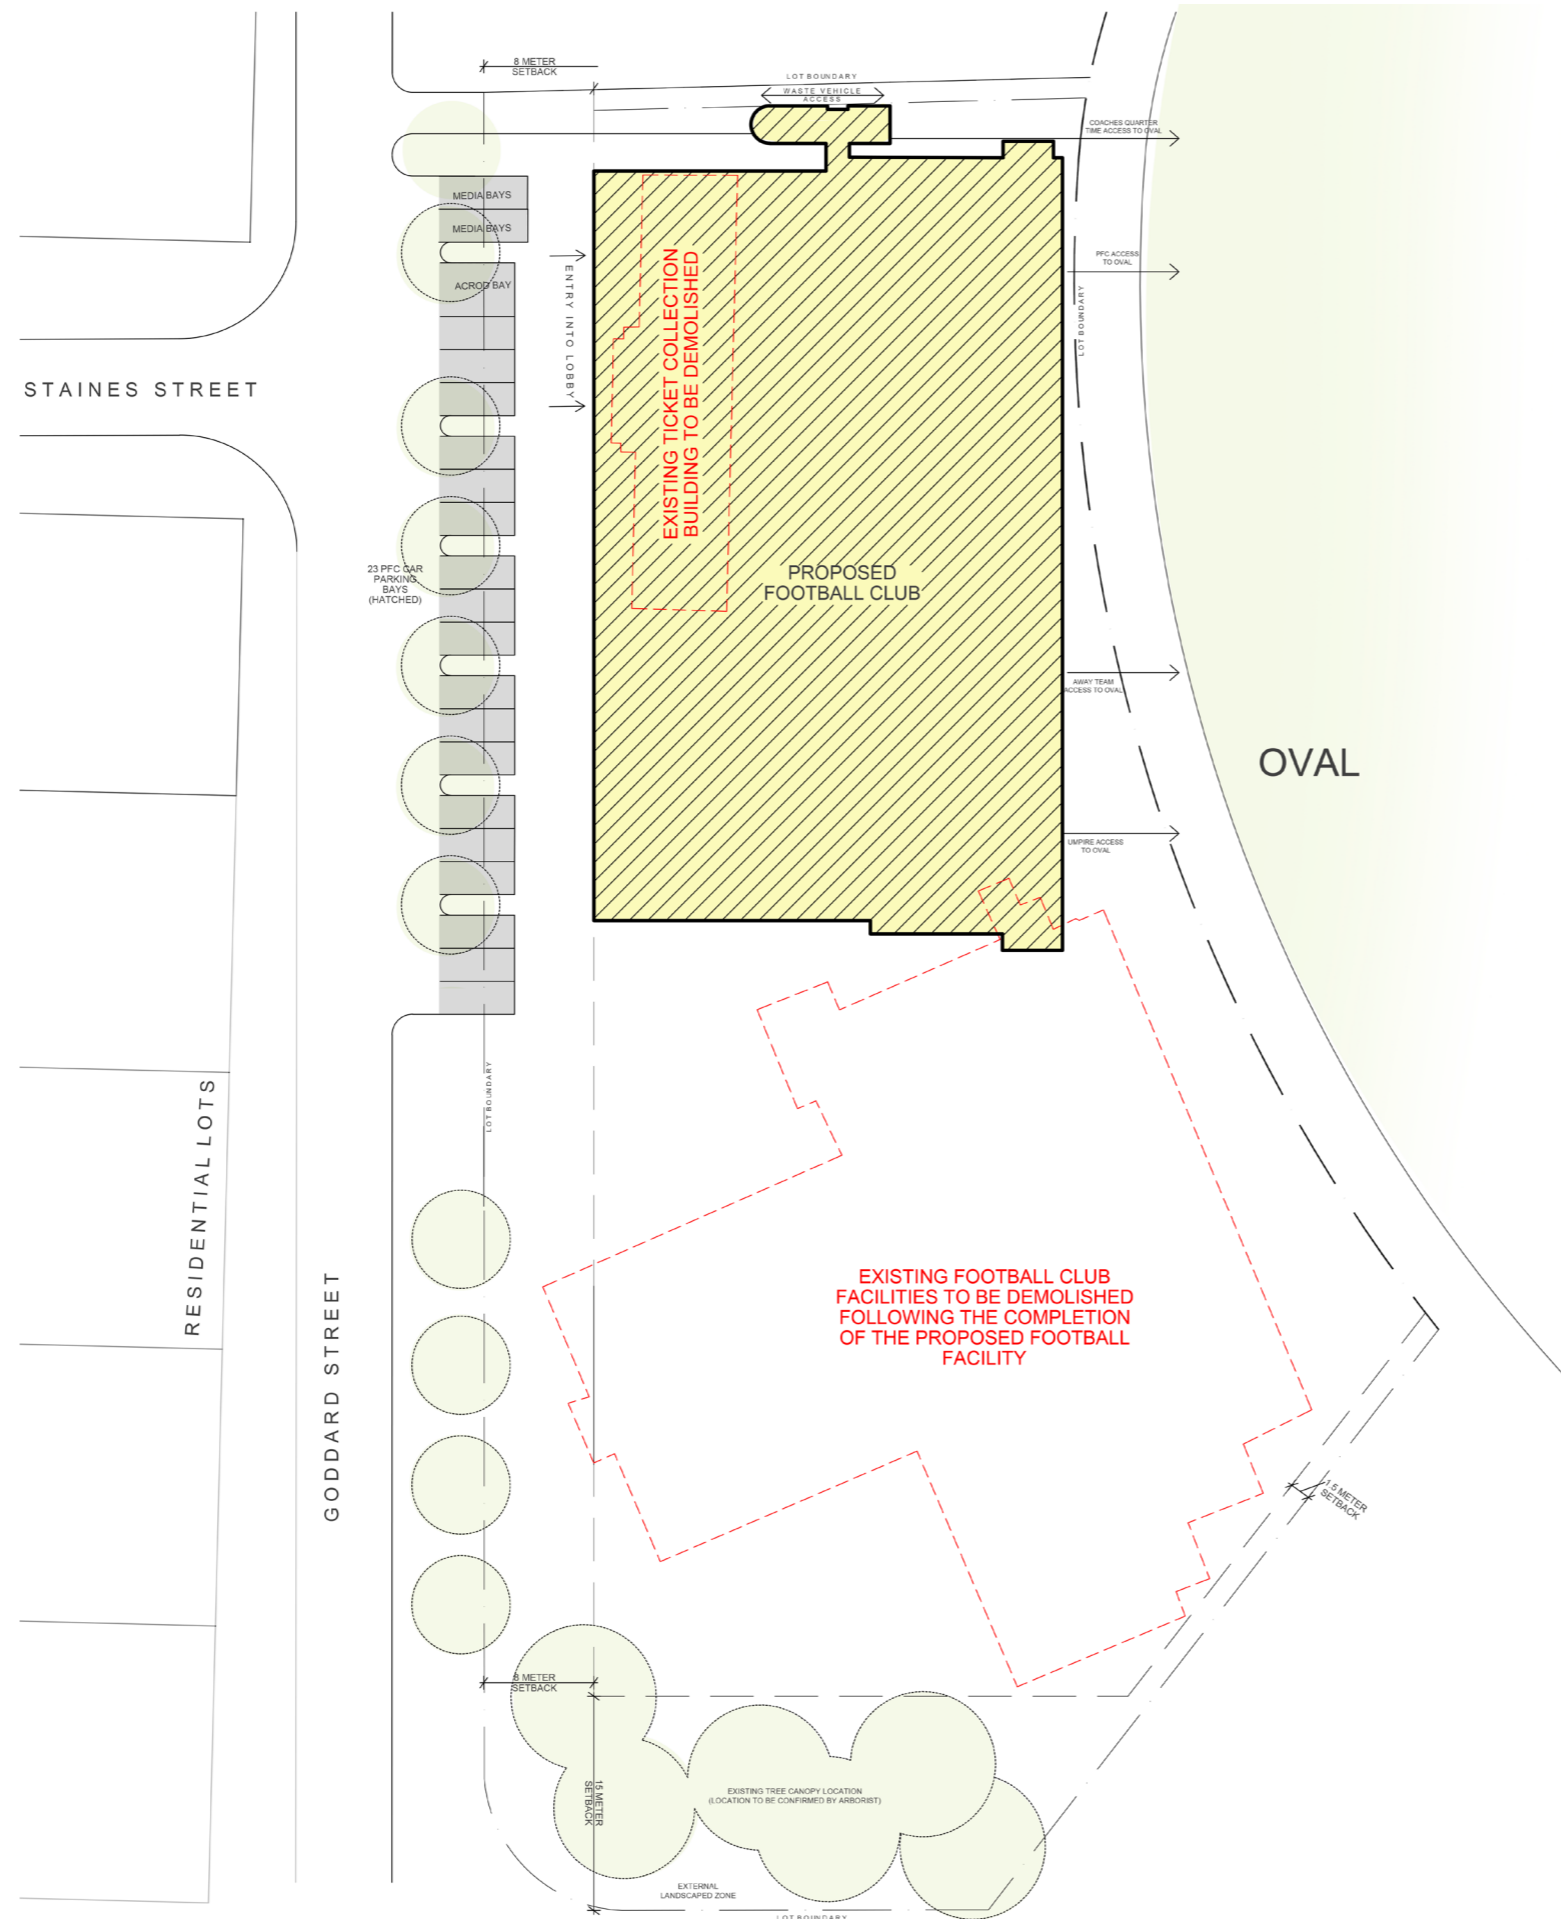 8 METER
SETBACK
LOT BOUNDARY
WASTE VEHICLE
ACCESS
COACHES QUARTER
TIME ACCESS TO OVAL
MEDIA BAYS
MEDIA BAYS
ACROD BAY
ENTRY INTO LOBBY
EXISTING TICKET COLLECTION
BUILDING TO BE DEMOLISHED
PFC ACCESS
TO OVAL
LOT BOUNDARY
STAINES STREET
23 PFC CAR
PARKING
BAYS
(HATCHED)
PROPOSED
FOOTBALL CLUB
AWAY TEAM
ACCESS TO OVAL
OVAL
UMPIRE ACCESS
TO OVAL
LOT BOUNDARY
RESIDENTIAL LOTS
GODDARD STREET
EXISTING FOOTBALL CLUB
FACILITIES TO BE DEMOLISHED
FOLLOWING THE COMPLETION
OF THE PROPOSED FOOTBALL
FACILITY
1.5 METER
SETBACK
8 METER
SETBACK
15 METER
SETBACK
EXISTING TREE CANOPY LOCATION
(LOCATION TO BE CONFIRMED BY ARBORIST)
EXTERNAL
LANDSCAPED ZONE
LOT BOUNDARY